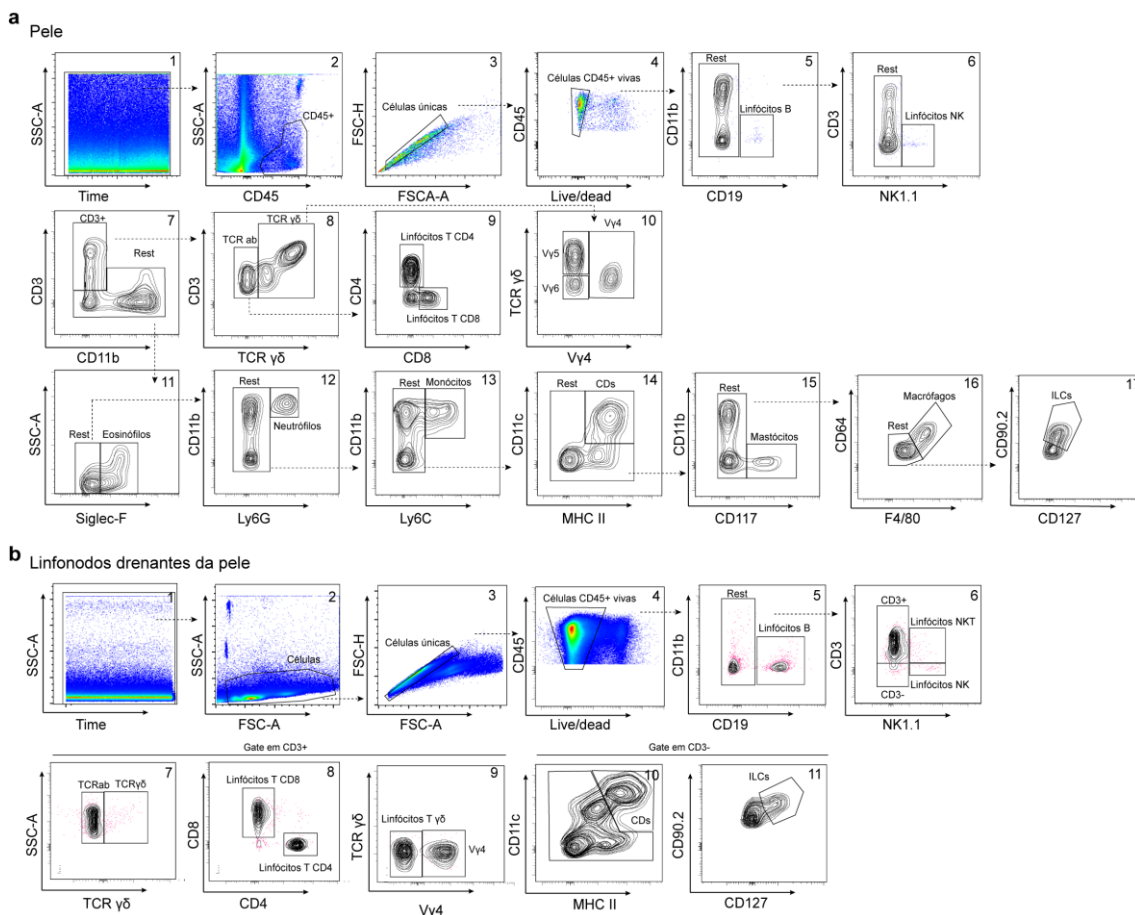 a
Pele
1
SSC-A
Time
2
SSC-A
CD45+
CD45
3
FSC-H
Células únicas
FSCA-A
4
CD45
Células CD45+ vivas
Live/dead
5
CD11b
Rest
Linfócitos B
CD19
6
CD3
Rest
Linfócitos NK
NK1.1
7
CD3
CD3+
Rest
CD11b
8
CD3
TCR γδ
TCR ab
TCR γδ
9
CD4
Linfócitos T CD4
Linfócitos T CD8
CD8
10
TCR γδ
Vγ4
Vγ5
Vγ6
Vγ4
11
SSC-A
Rest
Eosinófilos
Siglec-F
12
CD11b
Rest
Neutrófilos
Ly6G
13
CD11b
Rest
Monócitos
Ly6C
14
CD11c
Rest
CDs
MHC II
15
CD11b
Rest
Mastócitos
CD117
16
CD64
Macrófagos
Rest
F4/80
17
CD90.2
ILCs
CD127
b
Linfonodos drenantes da pele
1
SSC-A
Time
2
SSC-A
Células
FSC-A
3
FSC-H
Células únicas
FSC-A
4
CD45
Células CD45+ vivas
Live/dead
5
CD11b
Rest
Linfócitos B
CD19
6
CD3
CD3+
Linfócitos NKT
Linfócitos NK
CD3-
NK1.1
Gate em CD3+
7
SSC-A
TCRab
TCRγδ
TCR γδ
8
CD8
Linfócitos T CD8
Linfócitos T CD4
CD4
9
TCR γδ
Linfócitos T γδ
Vγ4
Vγ4
Gate em CD3-
10
CD11c
CDs
MHC II
11
CD90.2
ILCs
CD127